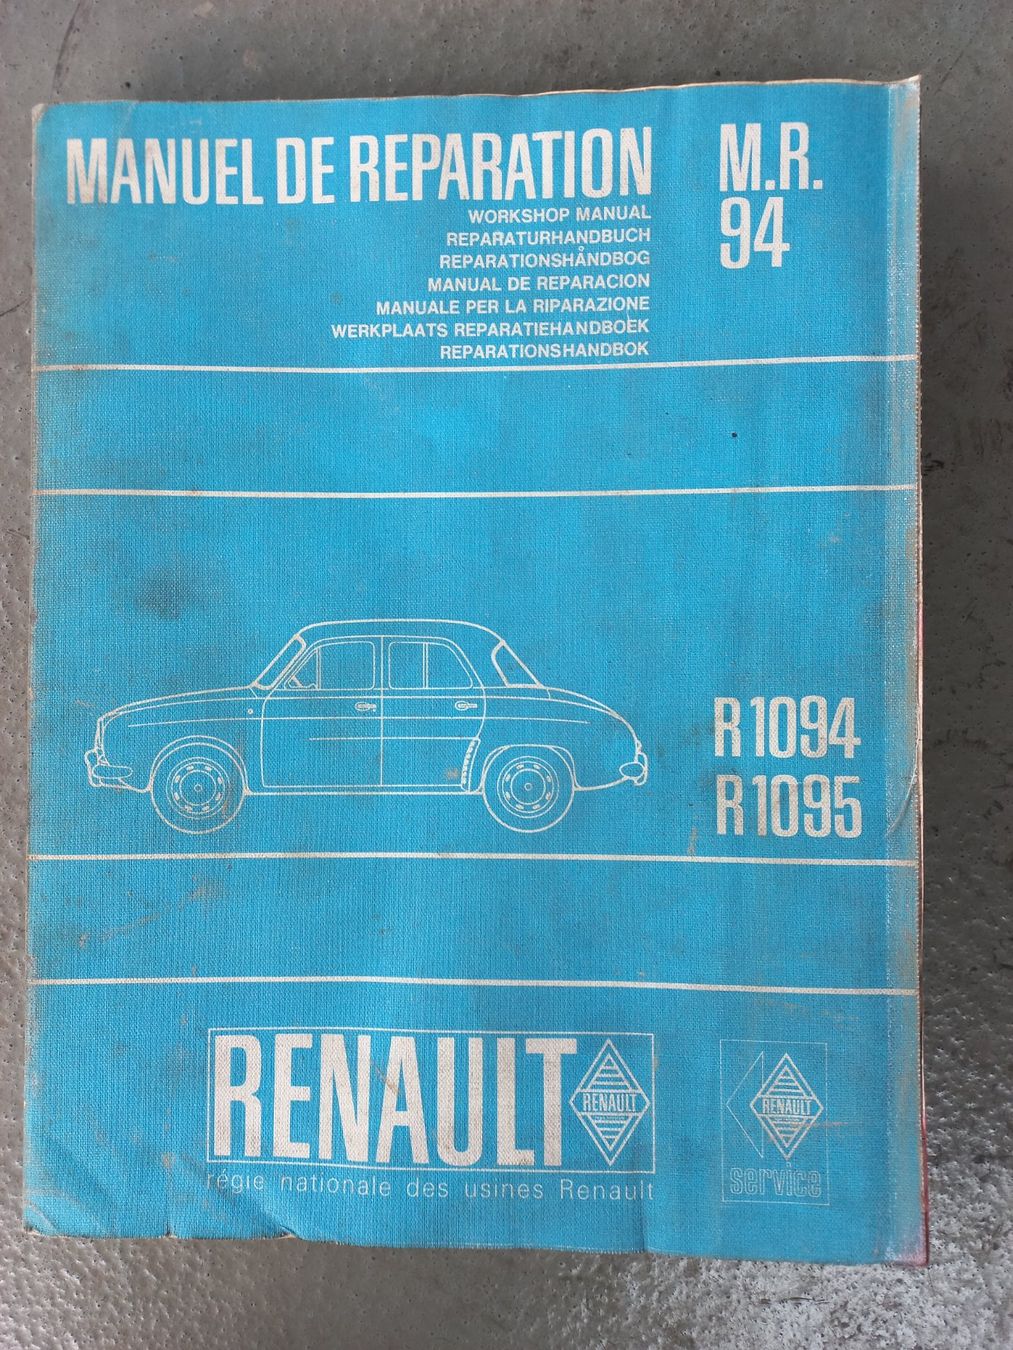 MANUEL DE REPARATION
WORKSHOP MANUAL
REPARATURHANDBUCH
REPARATIONSHÅNDBOG
MANUAL DE REPARACION
MANUALE PER LA RIPARAZIONE
WERKPLAATS REPARATIEHANDBOEK
REPARATIONSHANDBOK
M.R.
94
R 1094
R 1095
RENAULT
RENAULT
régie nationale des usines Renault
RENAULT
service